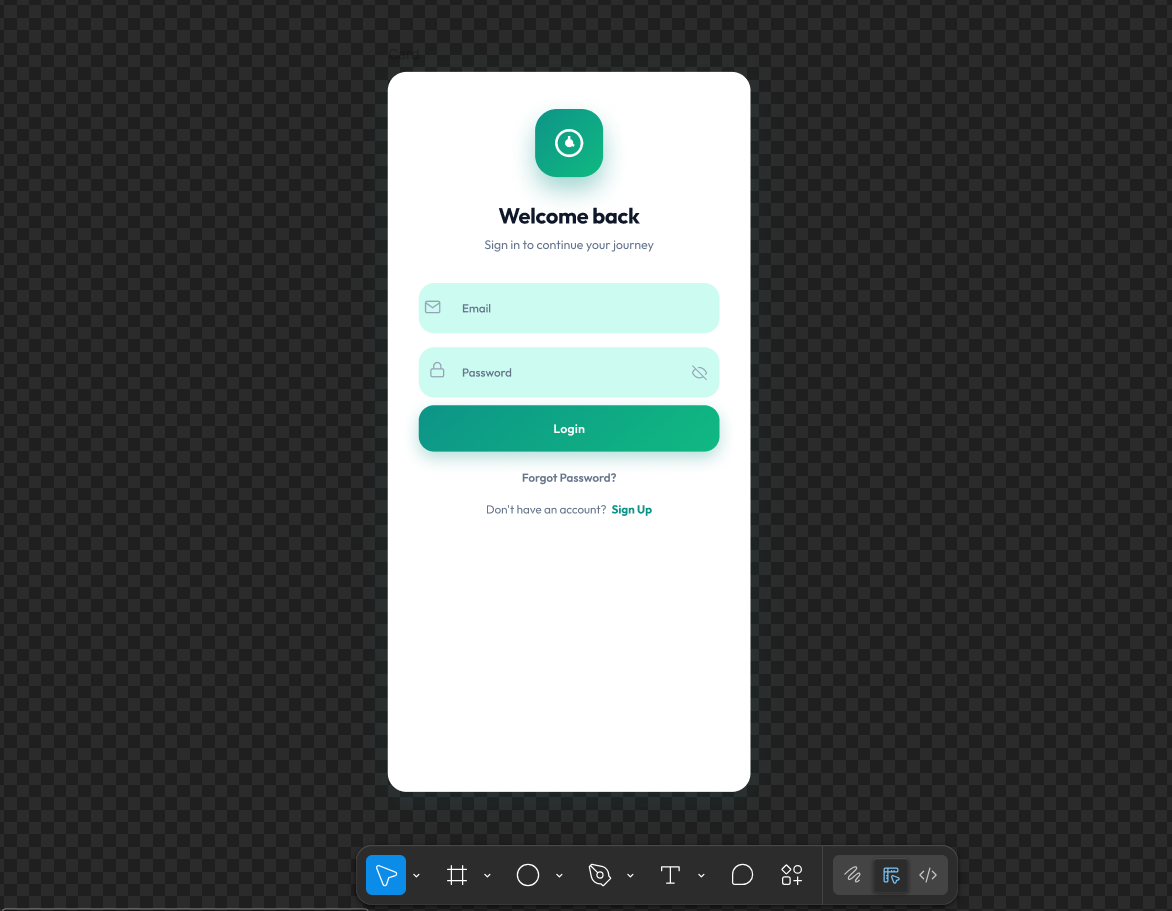 Welcome back
Sign in to continue your journey
Email
Password
Login
Forgot Password?
Don't have an account? Sign Up